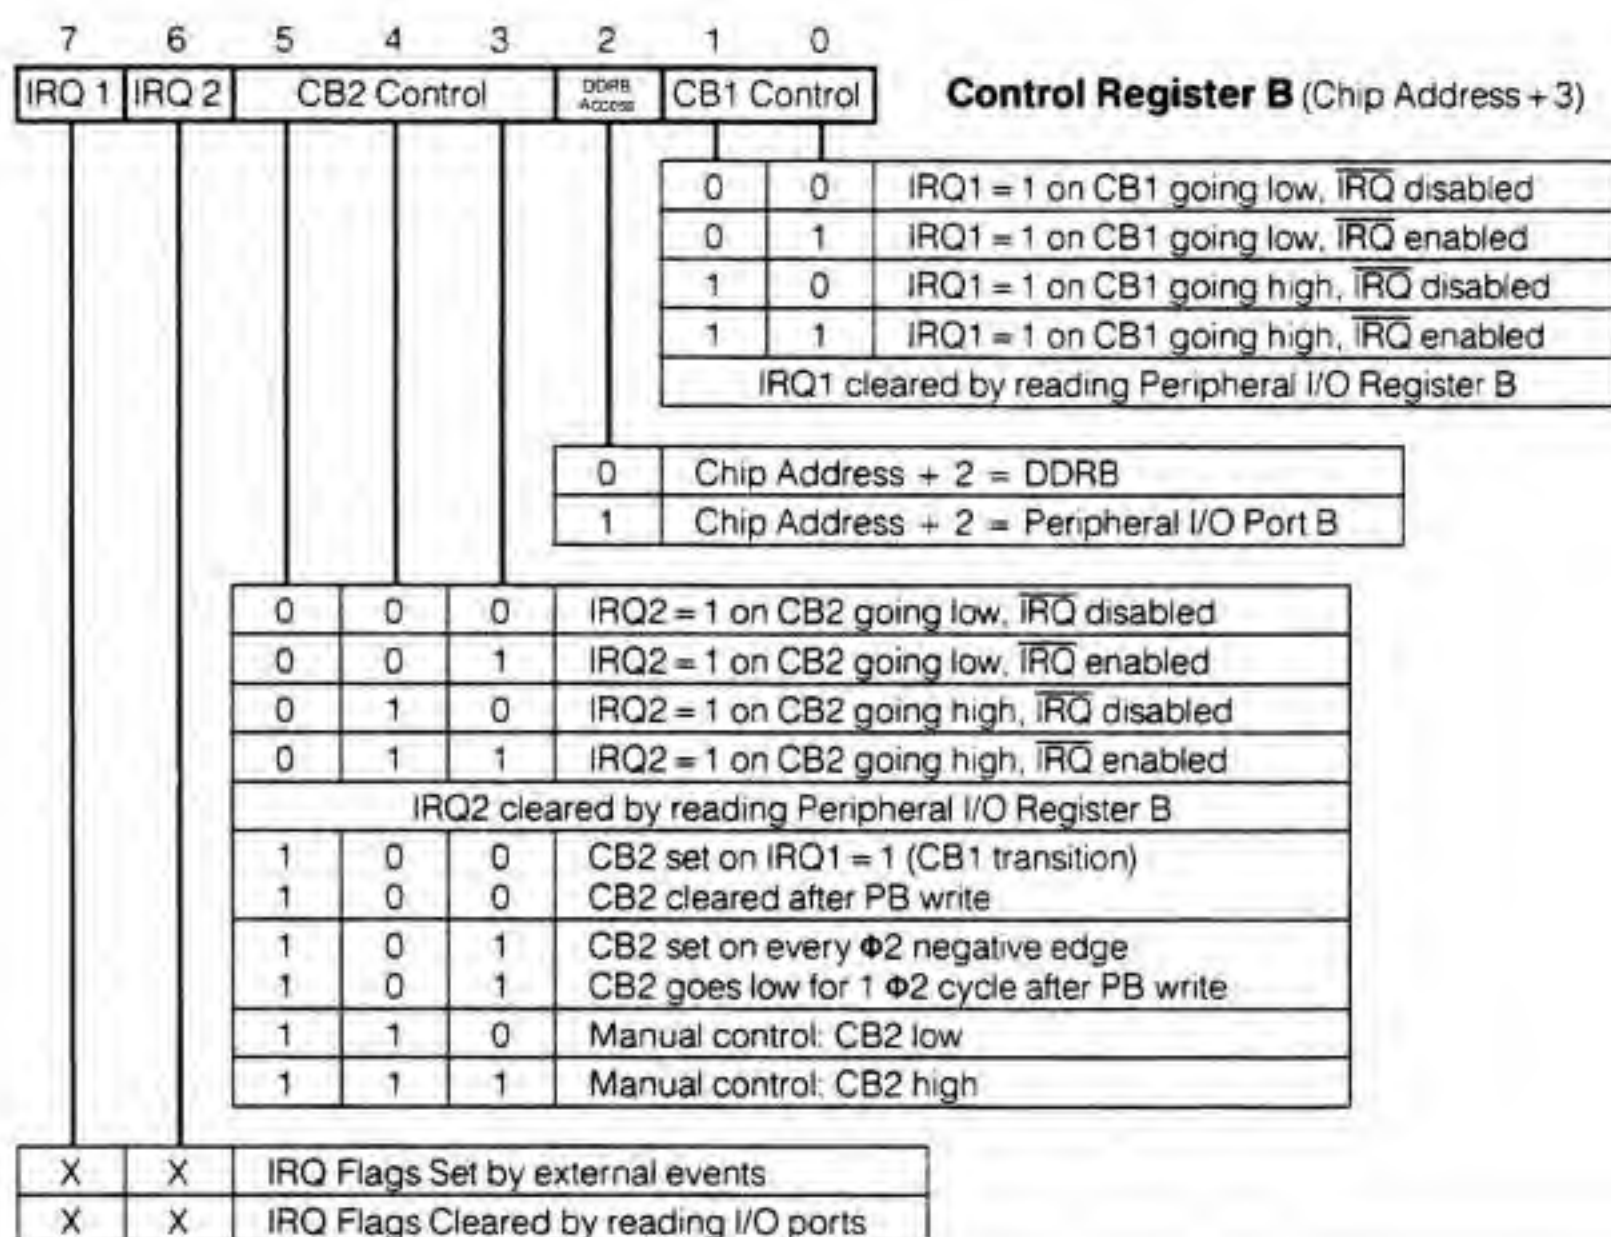 7 6 5 4 3 2 1 0
IRQ 1 IRQ 2 CB2 Control DDRB Access CB1 Control Control Register B (Chip Address + 3)
0 0 IRQ1 = 1 on CB1 going low, I̅R̅Q̅ disabled
0 1 IRQ1 = 1 on CB1 going low, I̅R̅Q̅ enabled
1 0 IRQ1 = 1 on CB1 going high, I̅R̅Q̅ disabled
1 1 IRQ1 = 1 on CB1 going high, I̅R̅Q̅ enabled
IRQ1 cleared by reading Peripheral I/O Register B
0 Chip Address + 2 = DDRB
1 Chip Address + 2 = Peripheral I/O Port B
0 0 0 IRQ2 = 1 on CB2 going low, I̅R̅Q̅ disabled
0 0 1 IRQ2 = 1 on CB2 going low, I̅R̅Q̅ enabled
0 1 0 IRQ2 = 1 on CB2 going high, I̅R̅Q̅ disabled
0 1 1 IRQ2 = 1 on CB2 going high, I̅R̅Q̅ enabled
IRQ2 cleared by reading Peripheral I/O Register B
1 0 0 CB2 set on IRQ1 = 1 (CB1 transition)
1 0 0 CB2 cleared after PB write
1 0 1 CB2 set on every Φ2 negative edge
1 0 1 CB2 goes low for 1 Φ2 cycle after PB write
1 1 0 Manual control: CB2 low
1 1 1 Manual control: CB2 high
X X IRQ Flags Set by external events
X X IRQ Flags Cleared by reading I/O ports